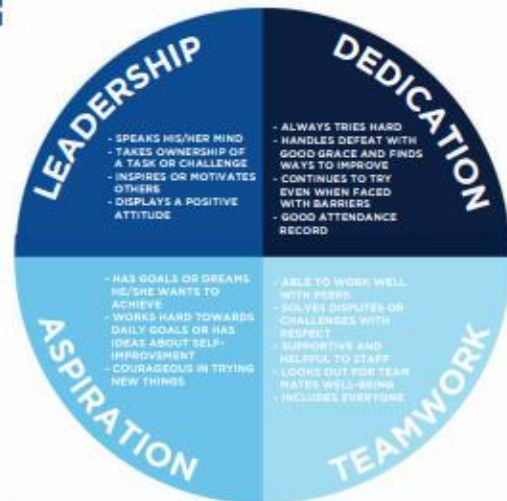 LEADERSHIP
- SPEAKS HIS/HER MIND
- TAKES OWNERSHIP OF
A TASK OR CHALLENGE
- INSPIRES OR MOTIVATES
OTHERS
- DISPLAYS A POSITIVE
ATTITUDE
DEDICATION
- ALWAYS TRIES HARD
- HANDLES DEFEAT WITH
GOOD GRACE AND FINDS
WAYS TO IMPROVE
- CONTINUES TO TRY
EVEN WHEN FACED
WITH BARRIERS
- GOOD ATTENDANCE
RECORD
ASPIRATION
- HAS GOALS OR DREAMS
HE/SHE WANTS TO
ACHIEVE
- WORKS HARD TOWARDS
DAILY GOALS OR HAS
IDEAS ABOUT SELF-
IMPROVEMENT
- COURAGEOUS IN TRYING
NEW THINGS
TEAMWORK
- ABLE TO WORK WELL
WITH PEERS
- SOLVES DISPUTES OR
CHALLENGES WITH
RESPECT
- SUPPORTIVE AND
HELPFUL TO STAFF
- LOOKS OUT FOR TEAM
MATES WELL-BEING
- INCLUDES EVERYONE